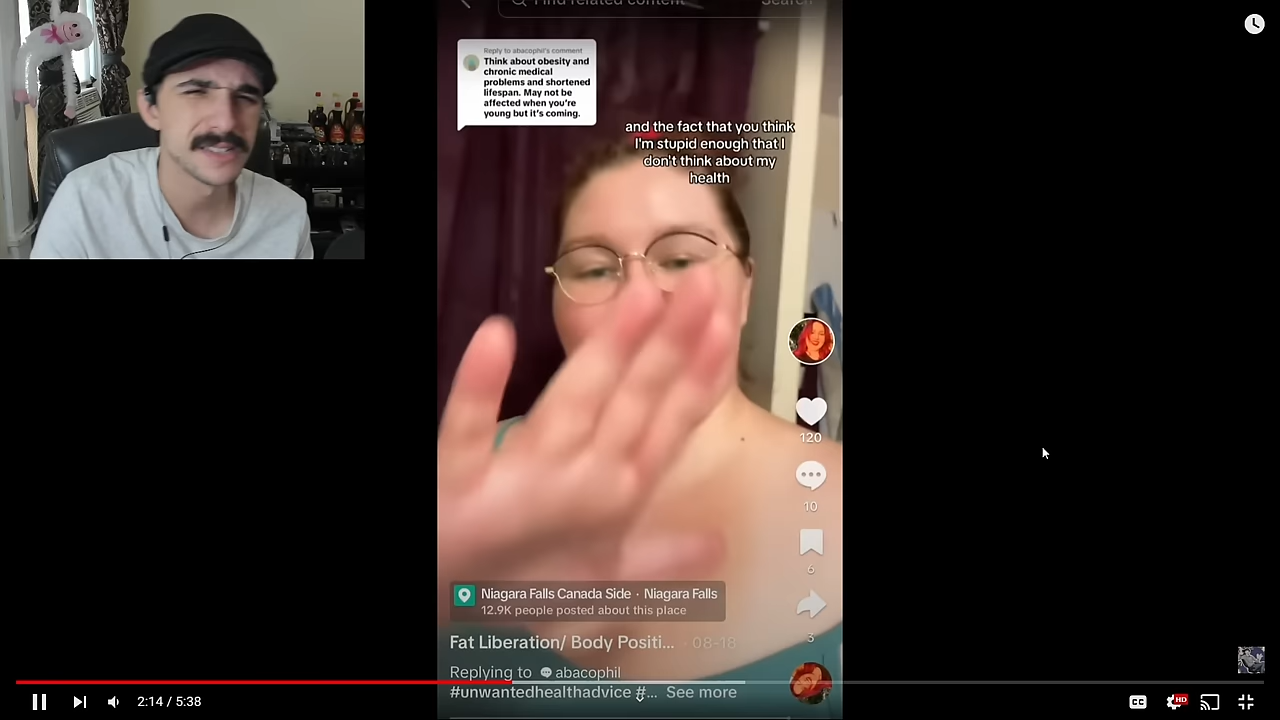 Find related content
Search
Reply to abacophil's comment
Think about obesity and
chronic medical
problems and shortened
lifespan. May not be
affected when you're
young but it's coming.
and the fact that you think
I'm stupid enough that I
don't think about my
health
120
10
6
3
Niagara Falls Canada Side · Niagara Falls
12.9K people posted about this place
Fat Liberation/ Body Positi... · 08-18
Replying to abacophil
#unwantedhealthadvice #... See more
2:14 / 5:38
CC
HD